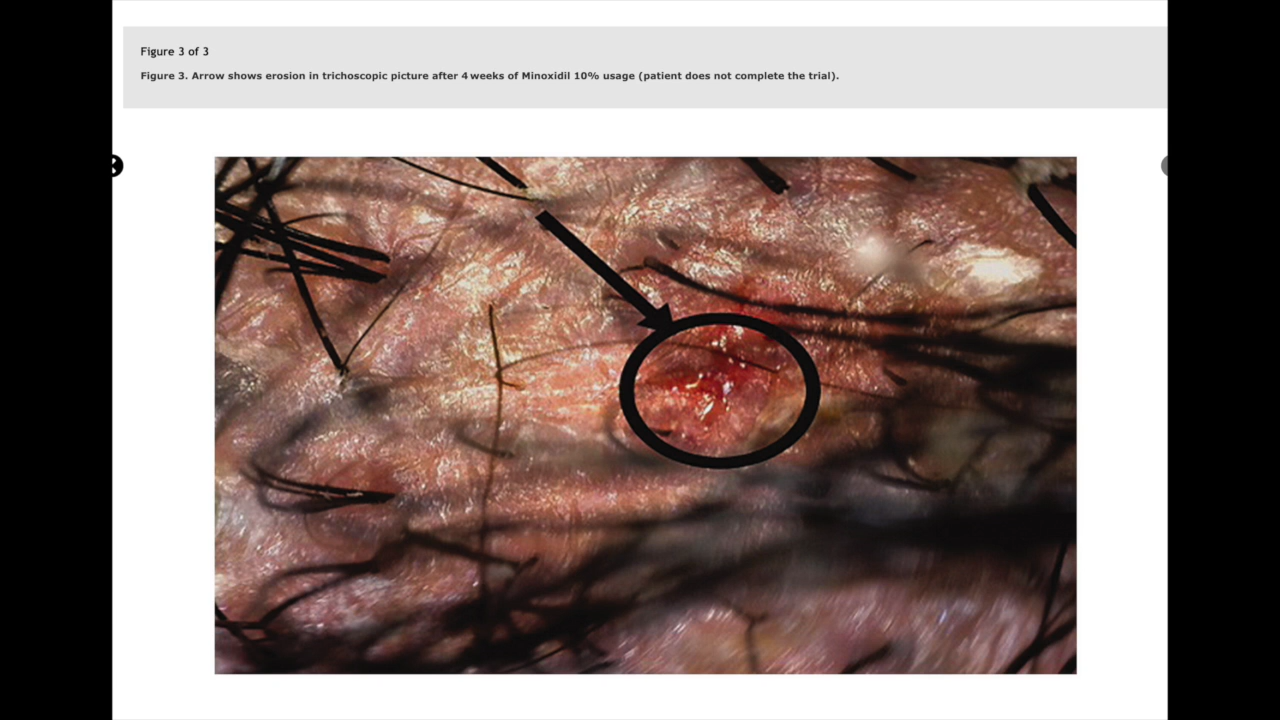 Figure 3 of 3
Figure 3. Arrow shows erosion in trichoscopic picture after 4 weeks of Minoxidil 10% usage (patient does not complete the trial).